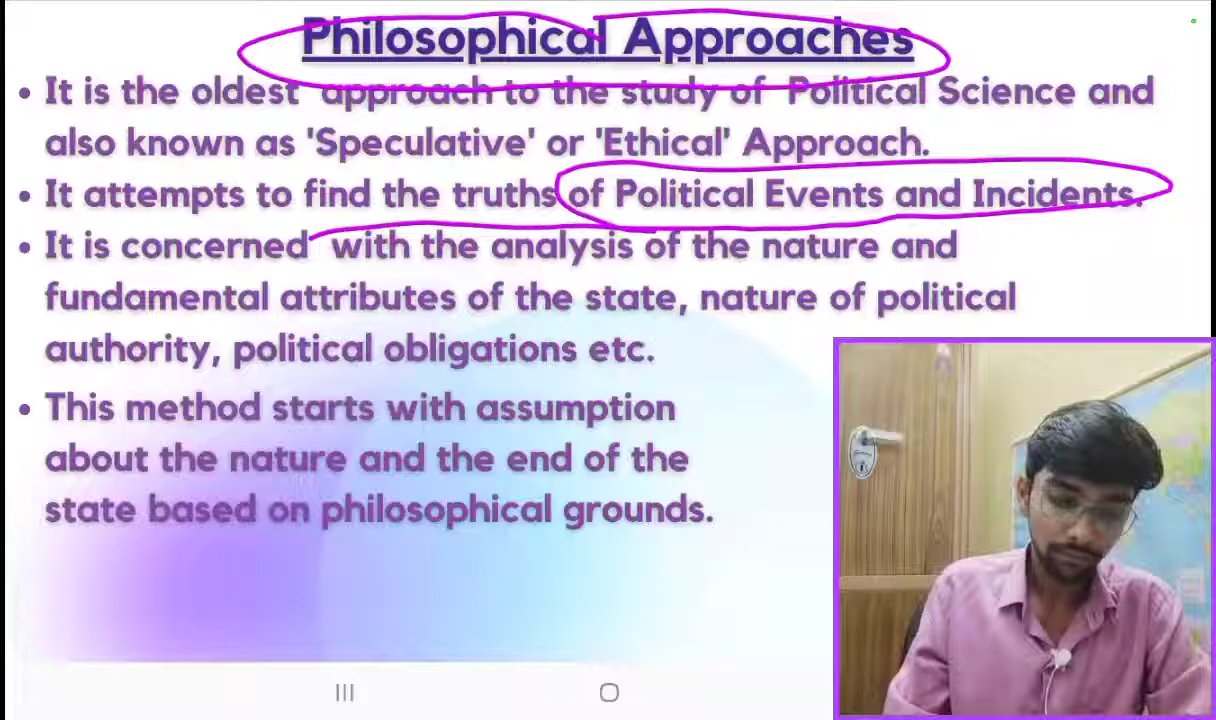 Philosophical Approaches
• It is the oldest approach to the study of Political Science and
also known as 'Speculative' or 'Ethical' Approach.
• It attempts to find the truths of Political Events and Incidents.
• It is concerned with the analysis of the nature and
fundamental attributes of the state, nature of political
authority, political obligations etc.
• This method starts with assumption
about the nature and the end of the
state based on philosophical grounds.